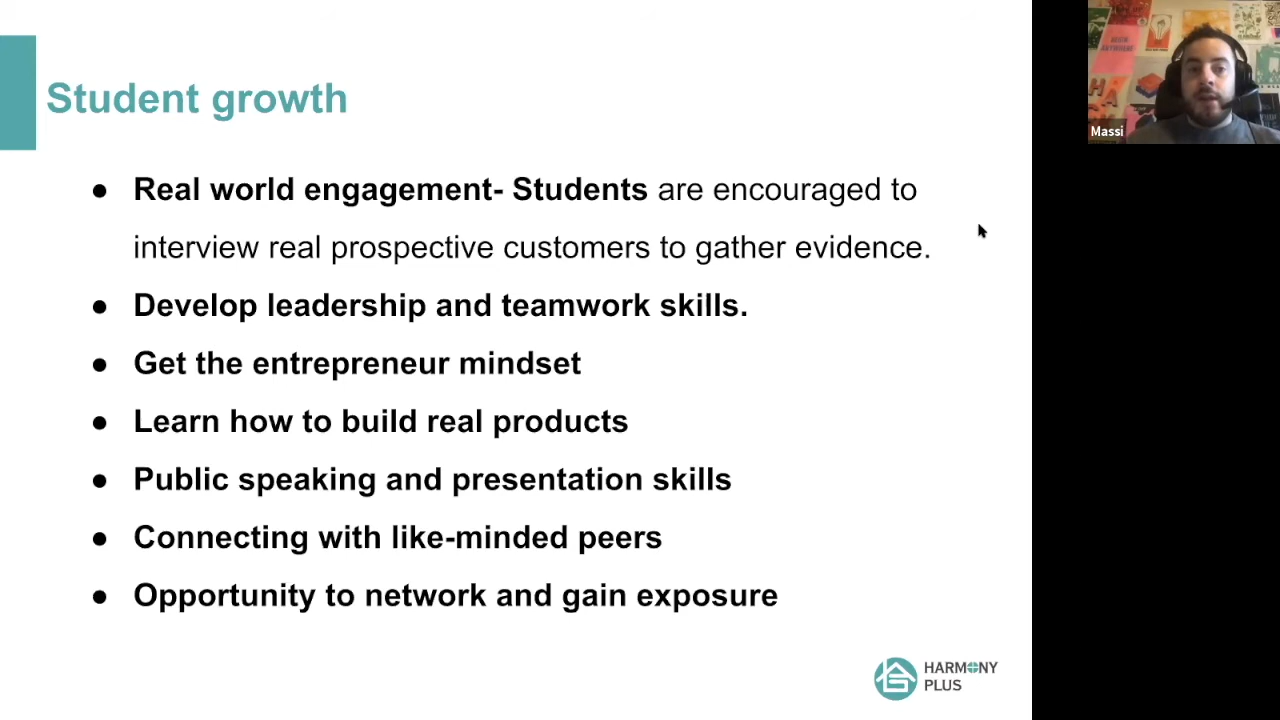 Student growth
● Real world engagement- Students are encouraged to
interview real prospective customers to gather evidence.
● Develop leadership and teamwork skills.
● Get the entrepreneur mindset
● Learn how to build real products
● Public speaking and presentation skills
● Connecting with like-minded peers
● Opportunity to network and gain exposure
HARMONY
PLUS
Massi